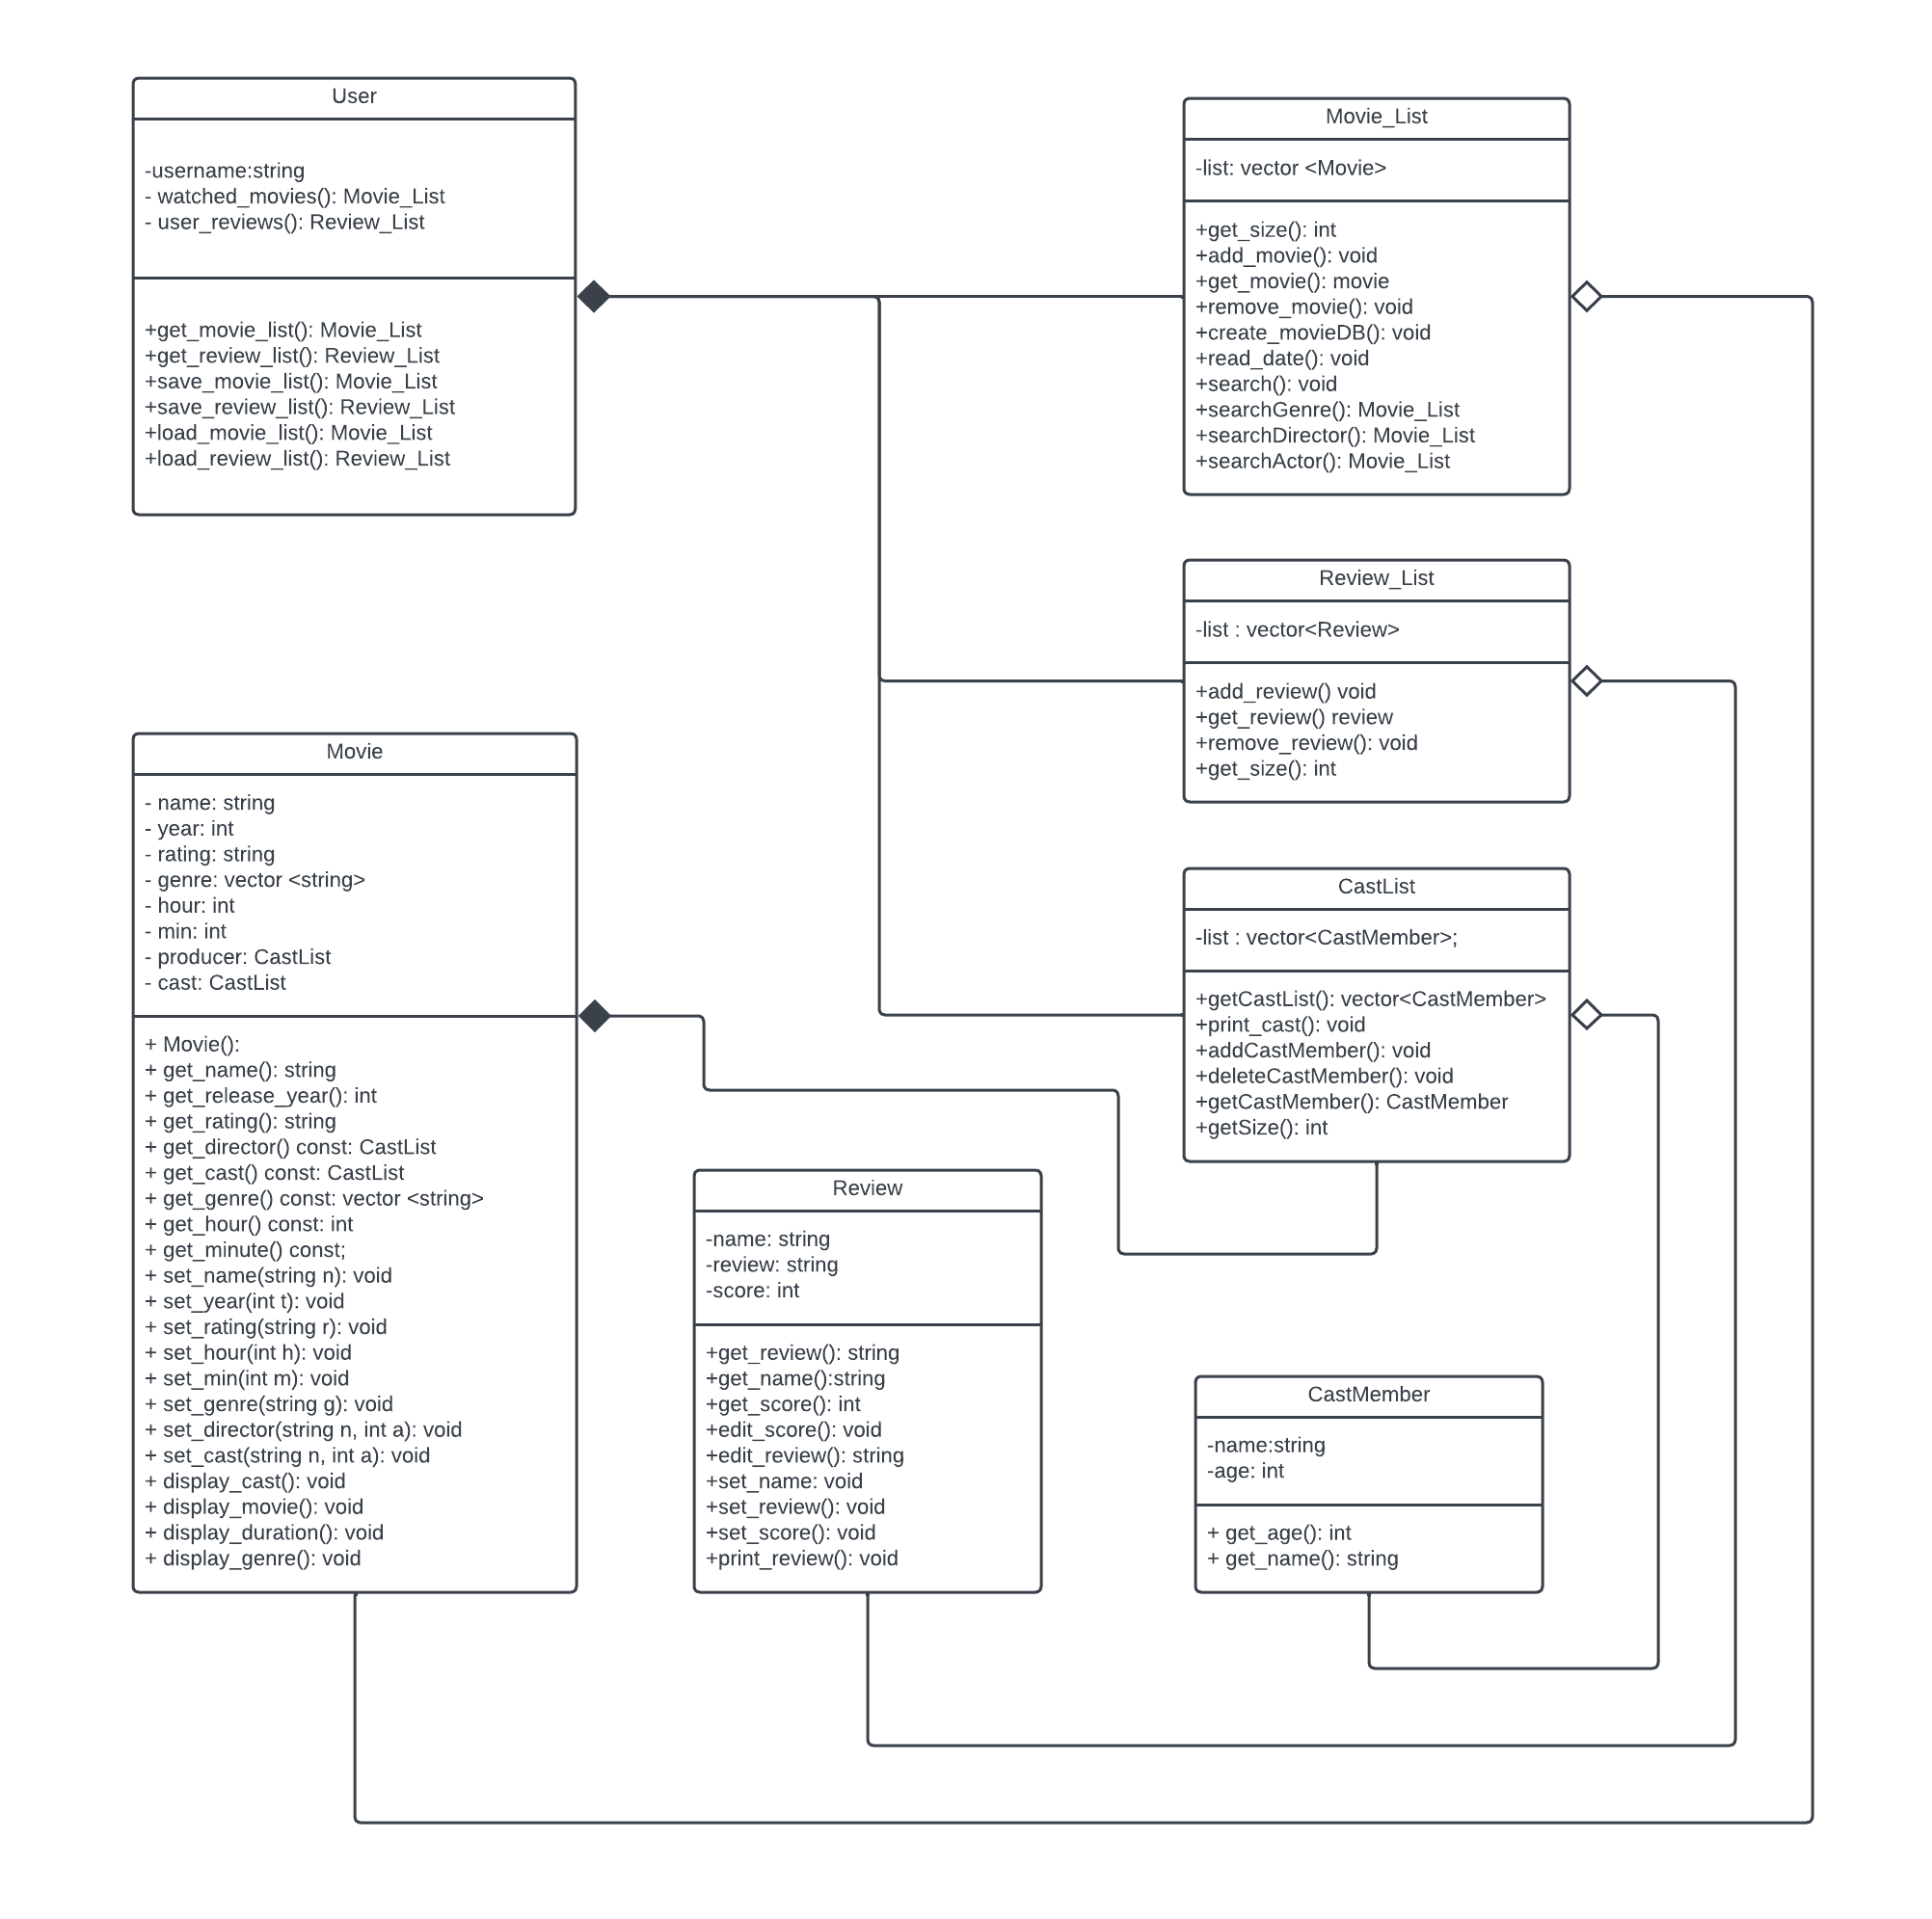 User
-username:string
- watched_movies(): Movie_List
- user_reviews(): Review_List
+get_movie_list(): Movie_List
+get_review_list(): Review_List
+save_movie_list(): Movie_List
+save_review_list(): Review_List
+load_movie_list(): Movie_List
+load_review_list(): Review_List
Movie_List
-list: vector <Movie>
+get_size(): int
+add_movie(): void
+get_movie(): movie
+remove_movie(): void
+create_movieDB(): void
+read_date(): void
+search(): void
+searchGenre(): Movie_List
+searchDirector(): Movie_List
+searchActor(): Movie_List
Review_List
-list : vector<Review>
+add_review() void
+get_review() review
+remove_review(): void
+get_size(): int
Movie
- name: string
- year: int
- rating: string
- genre: vector <string>
- hour: int
- min: int
- producer: CastList
- cast: CastList
+ Movie():
+ get_name(): string
+ get_release_year(): int
+ get_rating(): string
+ get_director() const: CastList
+ get_cast() const: CastList
+ get_genre() const: vector <string>
+ get_hour() const: int
+ get_minute() const;
+ set_name(string n): void
+ set_year(int t): void
+ set_rating(string r): void
+ set_hour(int h): void
+ set_min(int m): void
+ set_genre(string g): void
+ set_director(string n, int a): void
+ set_cast(string n, int a): void
+ display_cast(): void
+ display_movie(): void
+ display_duration(): void
+ display_genre(): void
CastList
-list : vector<CastMember>;
+getCastList(): vector<CastMember>
+print_cast(): void
+addCastMember(): void
+deleteCastMember(): void
+getCastMember(): CastMember
+getSize(): int
Review
-name: string
-review: string
-score: int
+get_review(): string
+get_name():string
+get_score(): int
+edit_score(): void
+edit_review(): string
+set_name: void
+set_review(): void
+set_score(): void
+print_review(): void
CastMember
-name:string
-age: int
+ get_age(): int
+ get_name(): string